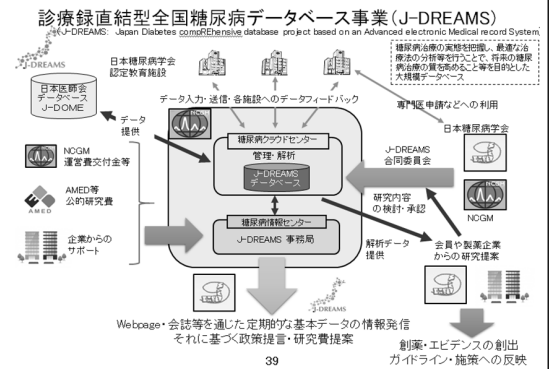 診療録直結型全国糖尿病データベース事業（J-DREAMS）
(J-DREAMS: Japan Diabetes compREhensive database project based on an Advanced electronic Medical record System)
糖尿病治療の実態を把握し、最適な治
療法の分析等を行うことで、将来の糖尿
病治療の質を高めること等を目的とした
大規模データベース
J-DREAMS
日本糖尿病学会
認定教育施設
日本医師会
データベース
J-DOME
データ入力・送信・各施設へのデータフィードバック
専門医申請などへの利用
データ
提供
日本糖尿病学会
糖尿病クラウドセンター
管理・解析
J-DREAMS
データベース
J-DREAMS
合同委員会
NCGM
運営費交付金等
AMED
AMED等
公的研究費
研究内容
の検討・承認
NCGM
糖尿病情報センター
J-DREAMS 事務局
企業からの
サポート
解析データ
提供
会員や製薬企業
からの研究提案
J-DREAMS
Webpage・会誌等を通じた定期的な基本データの情報発信
それに基づく政策提言・研究費提案
創薬・エビデンスの創出
ガイドライン・施策への反映
39